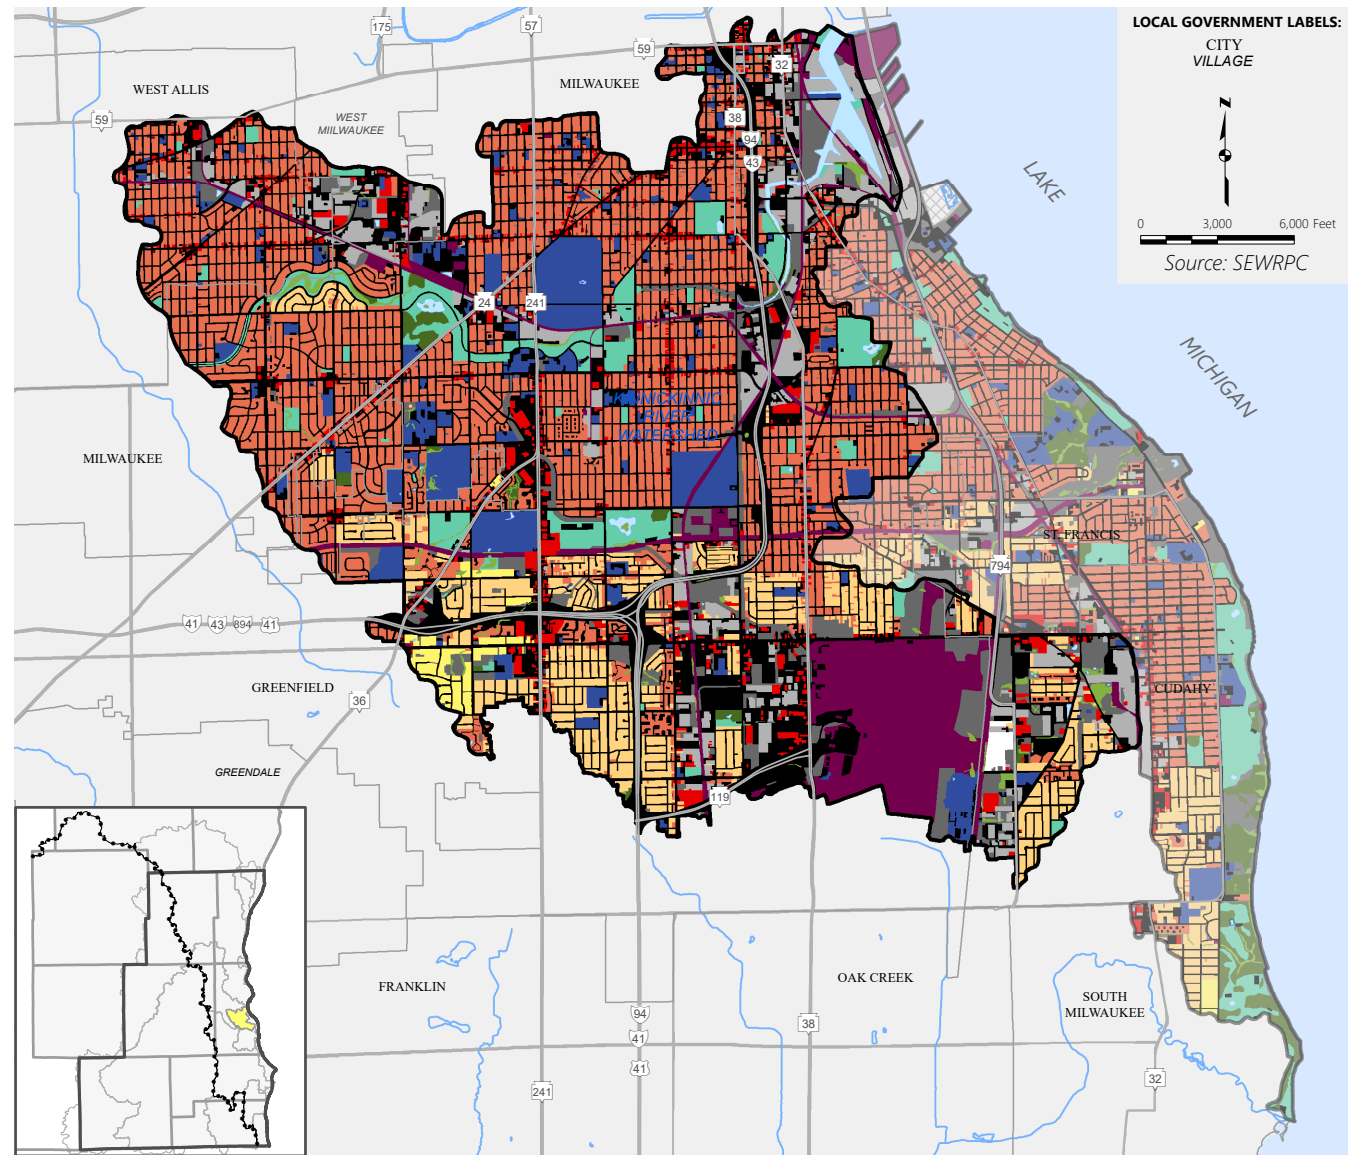 LOCAL GOVERNMENT LABELS:
CITY
VILLAGE
N
0 3,000 6,000 Feet
Source: SEWRPC
175
57
59
32
WEST ALLIS
MILWAUKEE
59
WEST
MILWAUKEE
38
94
43
LAKE
MICHIGAN
24
241
KINNICKINNIC
RIVER
WATERSHED
MILWAUKEE
ST. FRANCIS
794
41
43
894
41
GREENFIELD
36
CUDAHY
GREENDALE
119
FRANKLIN
OAK CREEK
SOUTH
MILWAUKEE
94
41
41
38
241
32